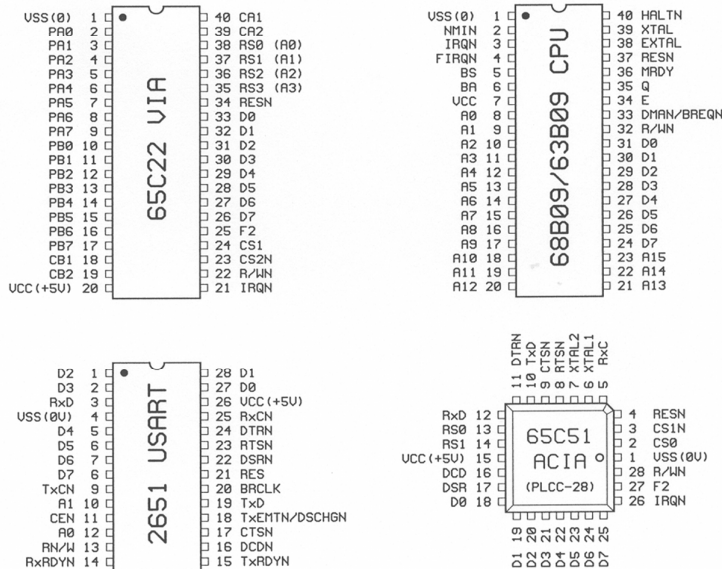 VSS(0) 1 40 CA1
PA0 2 39 CA2
PA1 3 38 RS0 (A0)
PA2 4 37 RS1 (A1)
PA3 5 36 RS2 (A2)
PA4 6 35 RS3 (A3)
PA5 7 34 RESN
PA6 8 33 D0
PA7 9 32 D1
PB0 10 31 D2
PB1 11 30 D3
PB2 12 29 D4
PB3 13 28 D5
PB4 14 27 D6
PB5 15 26 D7
PB6 16 25 F2
PB7 17 24 CS1
CB1 18 23 CS2N
CB2 19 22 R/WN
VCC(+5V) 20 21 IRQN
65C22 VIA
VSS(0) 1 40 HALTN
NMIN 2 39 XTAL
IRQN 3 38 EXTAL
FIRQN 4 37 RESN
BS 5 36 MRDY
BA 6 35 Q
VCC 7 34 E
A0 8 33 DMAN/BREQN
A1 9 32 R/WN
A2 10 31 D0
A3 11 30 D1
A4 12 29 D2
A5 13 28 D3
A6 14 27 D4
A7 15 26 D5
A8 16 25 D6
A9 17 24 D7
A10 18 23 A15
A11 19 22 A14
A12 20 21 A13
68B09/63B09 CPU
D2 1 28 D1
D3 2 27 D0
RxD 3 26 VCC(+5V)
VSS(0V) 4 25 RxCN
D4 5 24 DTRN
D5 6 23 RTSN
D6 7 22 DSRN
D7 8 21 RES
TxCN 9 20 BRCLK
A1 10 19 TxD
CEN 11 18 TxEMTN/DSCHGN
A0 12 17 CTSN
RN/W 13 16 DCDN
RxRDYN 14 15 TxRDYN
2651 USART
11 DTRN
10 TxD
9 CTSN
8 RTSN
7 XTAL2
6 XTAL1
5 RxC
RxD 12 4 RESN
RS0 13 3 CS1N
RS1 14 2 CS0
VCC(+5V) 15 1 VSS(0V)
DCD 16 28 R/WN
DSR 17 27 F2
D0 18 26 IRQN
65C51
ACIA
(PLCC-28)
D1 19
D2 20
D3 21
D4 22
D5 23
D6 24
D7 25